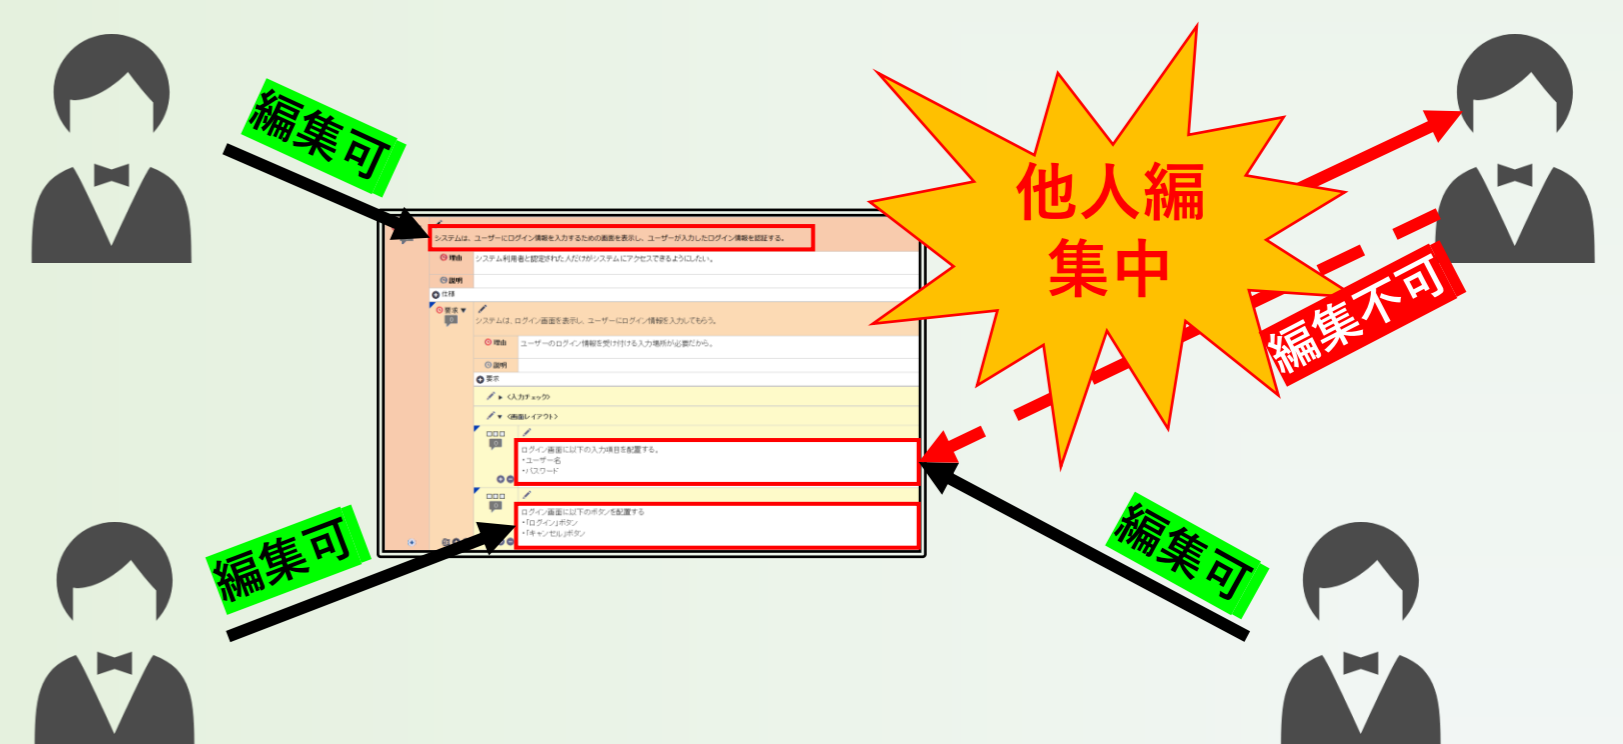 編集可
他人編
集中
編集不可
システムは、ユーザーにログイン情報を入力するための画面を表示し、ユーザーが入力したログイン情報を認証する。
理由 システム利用者と認定された人だけがシステムにアクセスできるようにしたい。
説明
仕様
要求▼
システムは、ログイン画面を表示し、ユーザーにログイン情報を入力してもらう。
理由 ユーザーのログイン情報を受け付ける入力場所が必要だから。
説明
要求
▶ <入力チェック>
▼ <画面レイアウト>
ログイン画面に以下の入力項目を配置する。
・ユーザー名
・パスワード
ログイン画面に以下のボタンを配置する
・「ログイン」ボタン
・「キャンセル」ボタン
編集可
編集可